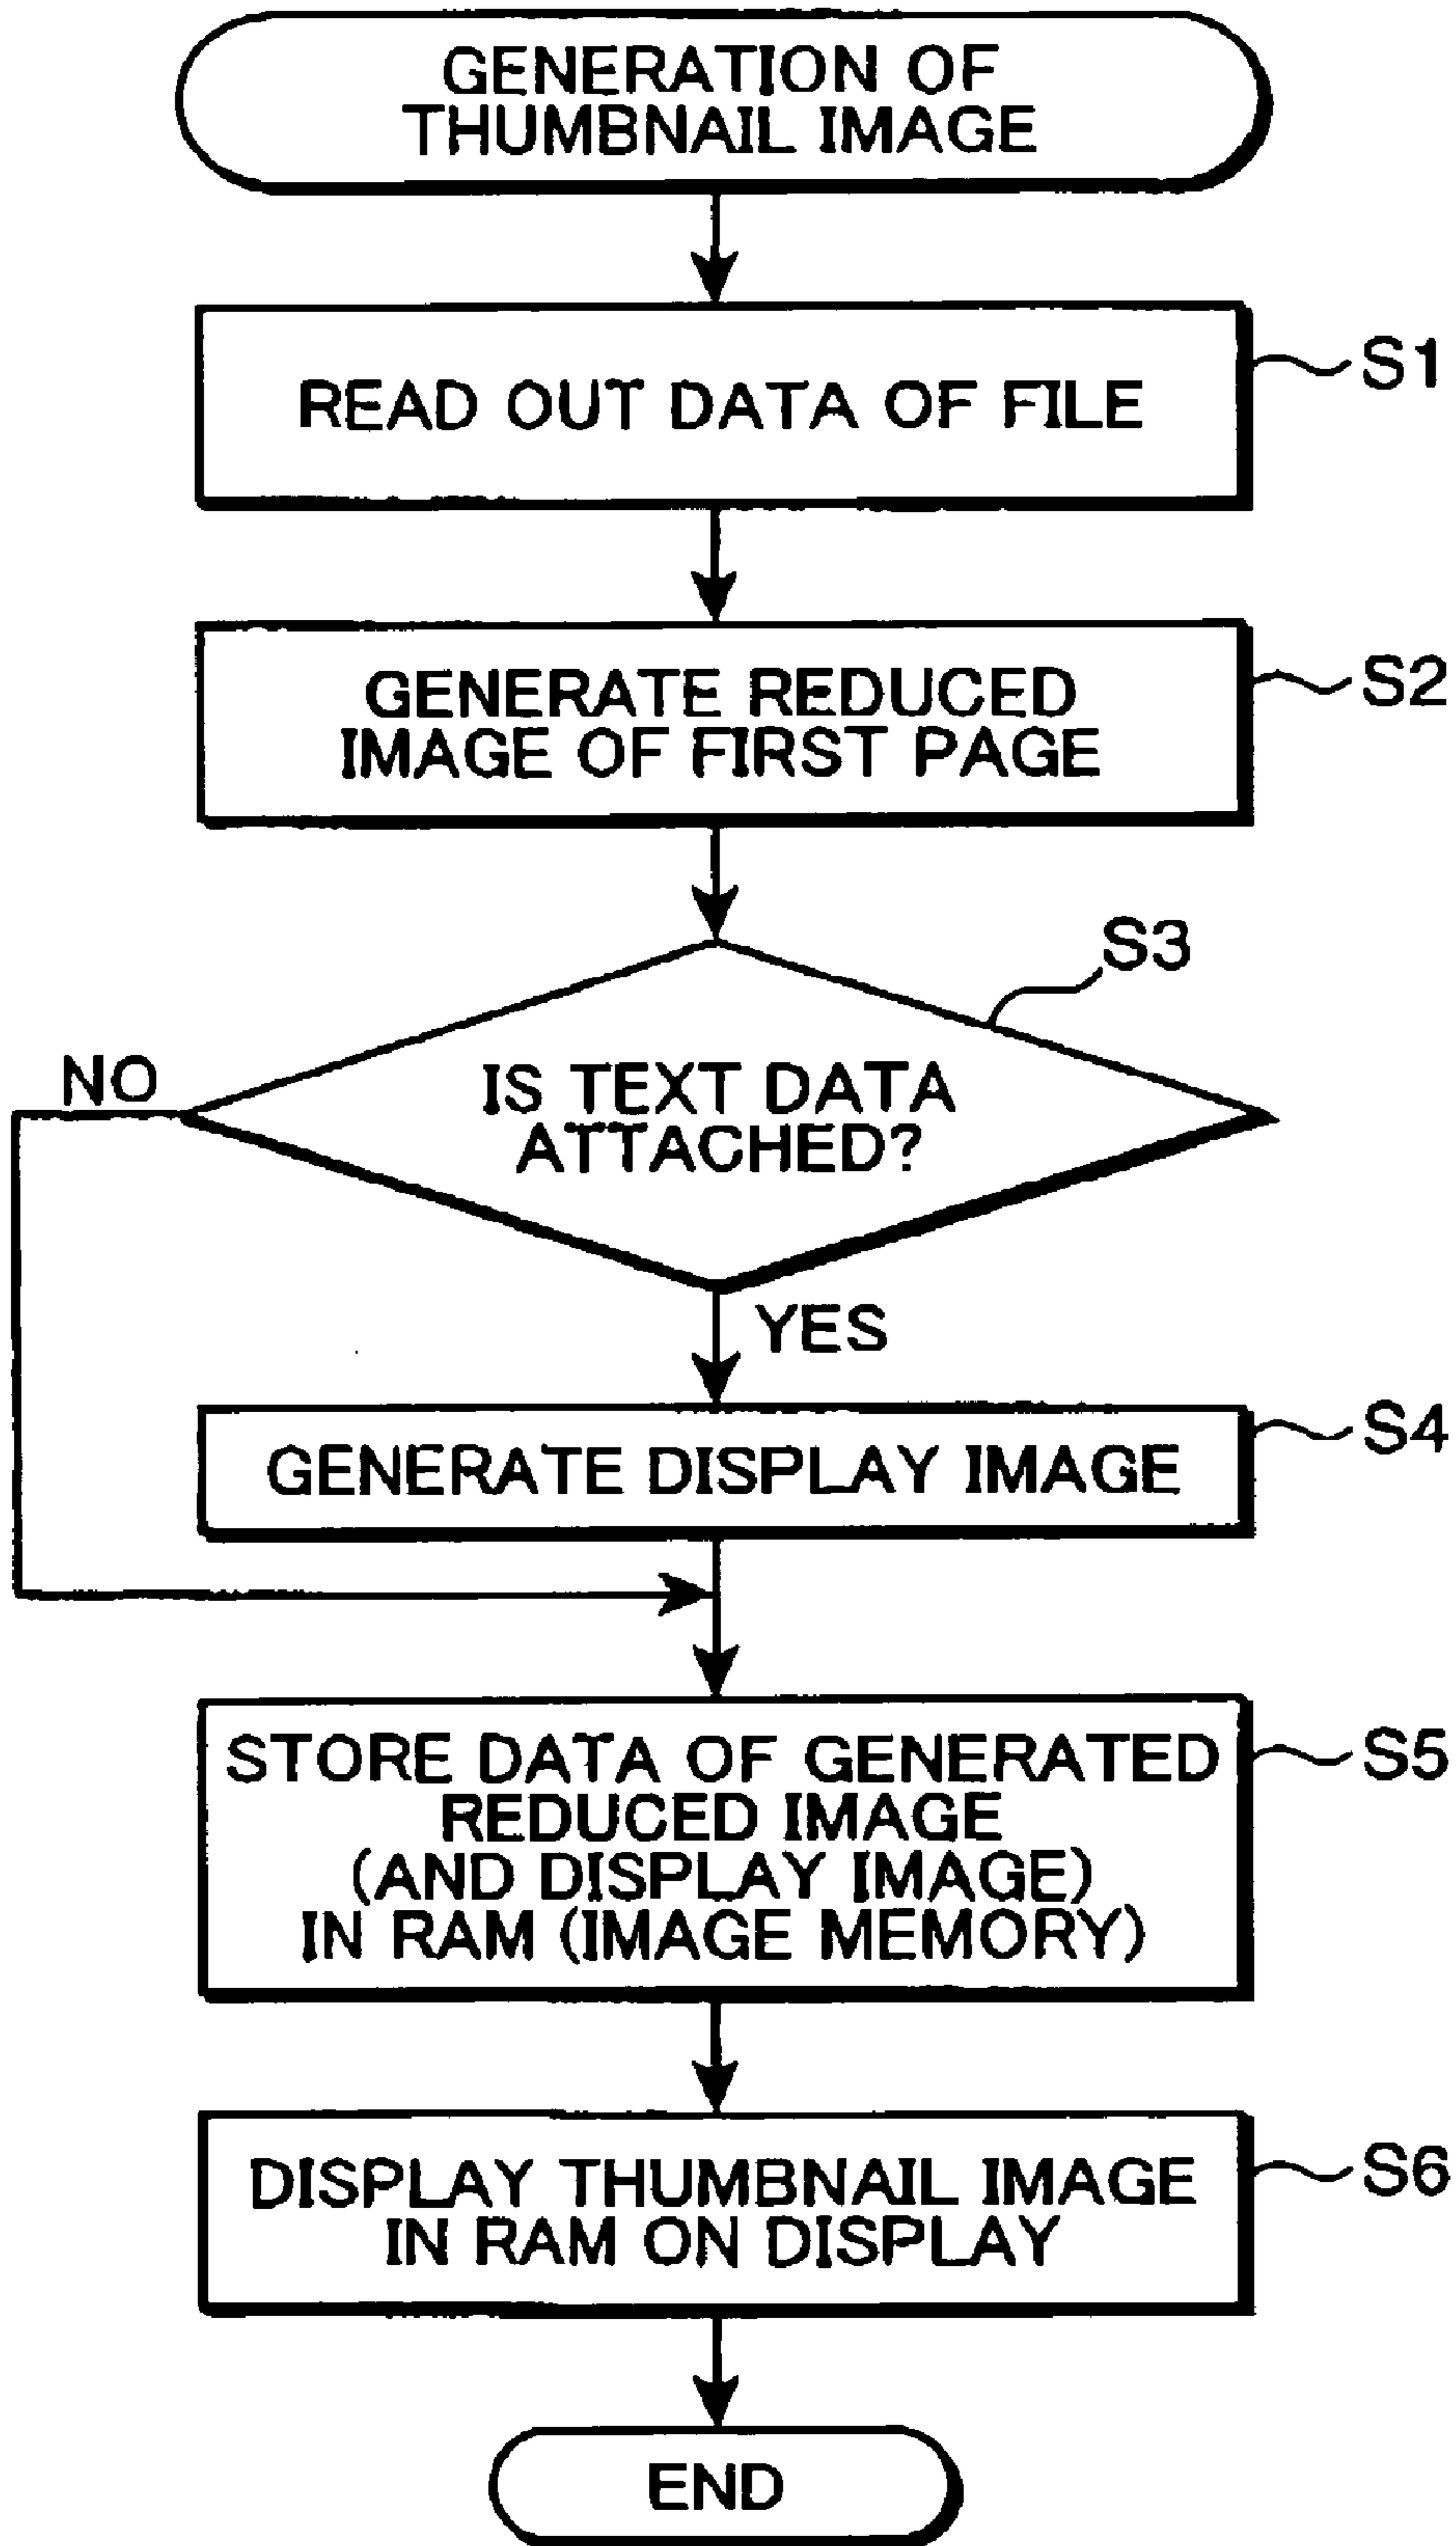 GENERATION OF
THUMBNAIL IMAGE
READ OUT DATA OF FILE
S1
GENERATE REDUCED
IMAGE OF FIRST PAGE
S2
S3
IS TEXT DATA
ATTACHED?
NO
YES
GENERATE DISPLAY IMAGE
S4
STORE DATA OF GENERATED
REDUCED IMAGE
(AND DISPLAY IMAGE)
IN RAM (IMAGE MEMORY)
S5
DISPLAY THUMBNAIL IMAGE
IN RAM ON DISPLAY
S6
END